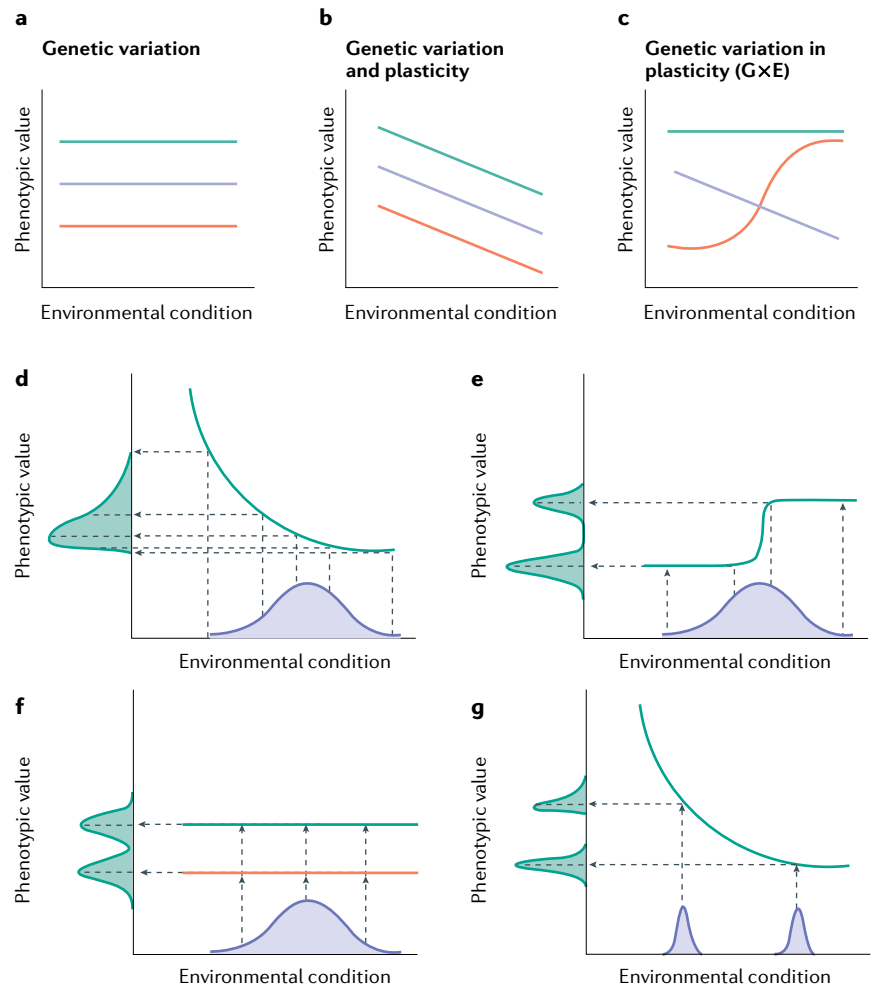 a
Genetic variation
Phenotypic value
Environmental condition
b
Genetic variation
and plasticity
Phenotypic value
Environmental condition
c
Genetic variation in
plasticity (G×E)
Phenotypic value
Environmental condition
d
Phenotypic value
Environmental condition
e
Phenotypic value
Environmental condition
f
Phenotypic value
Environmental condition
g
Phenotypic value
Environmental condition